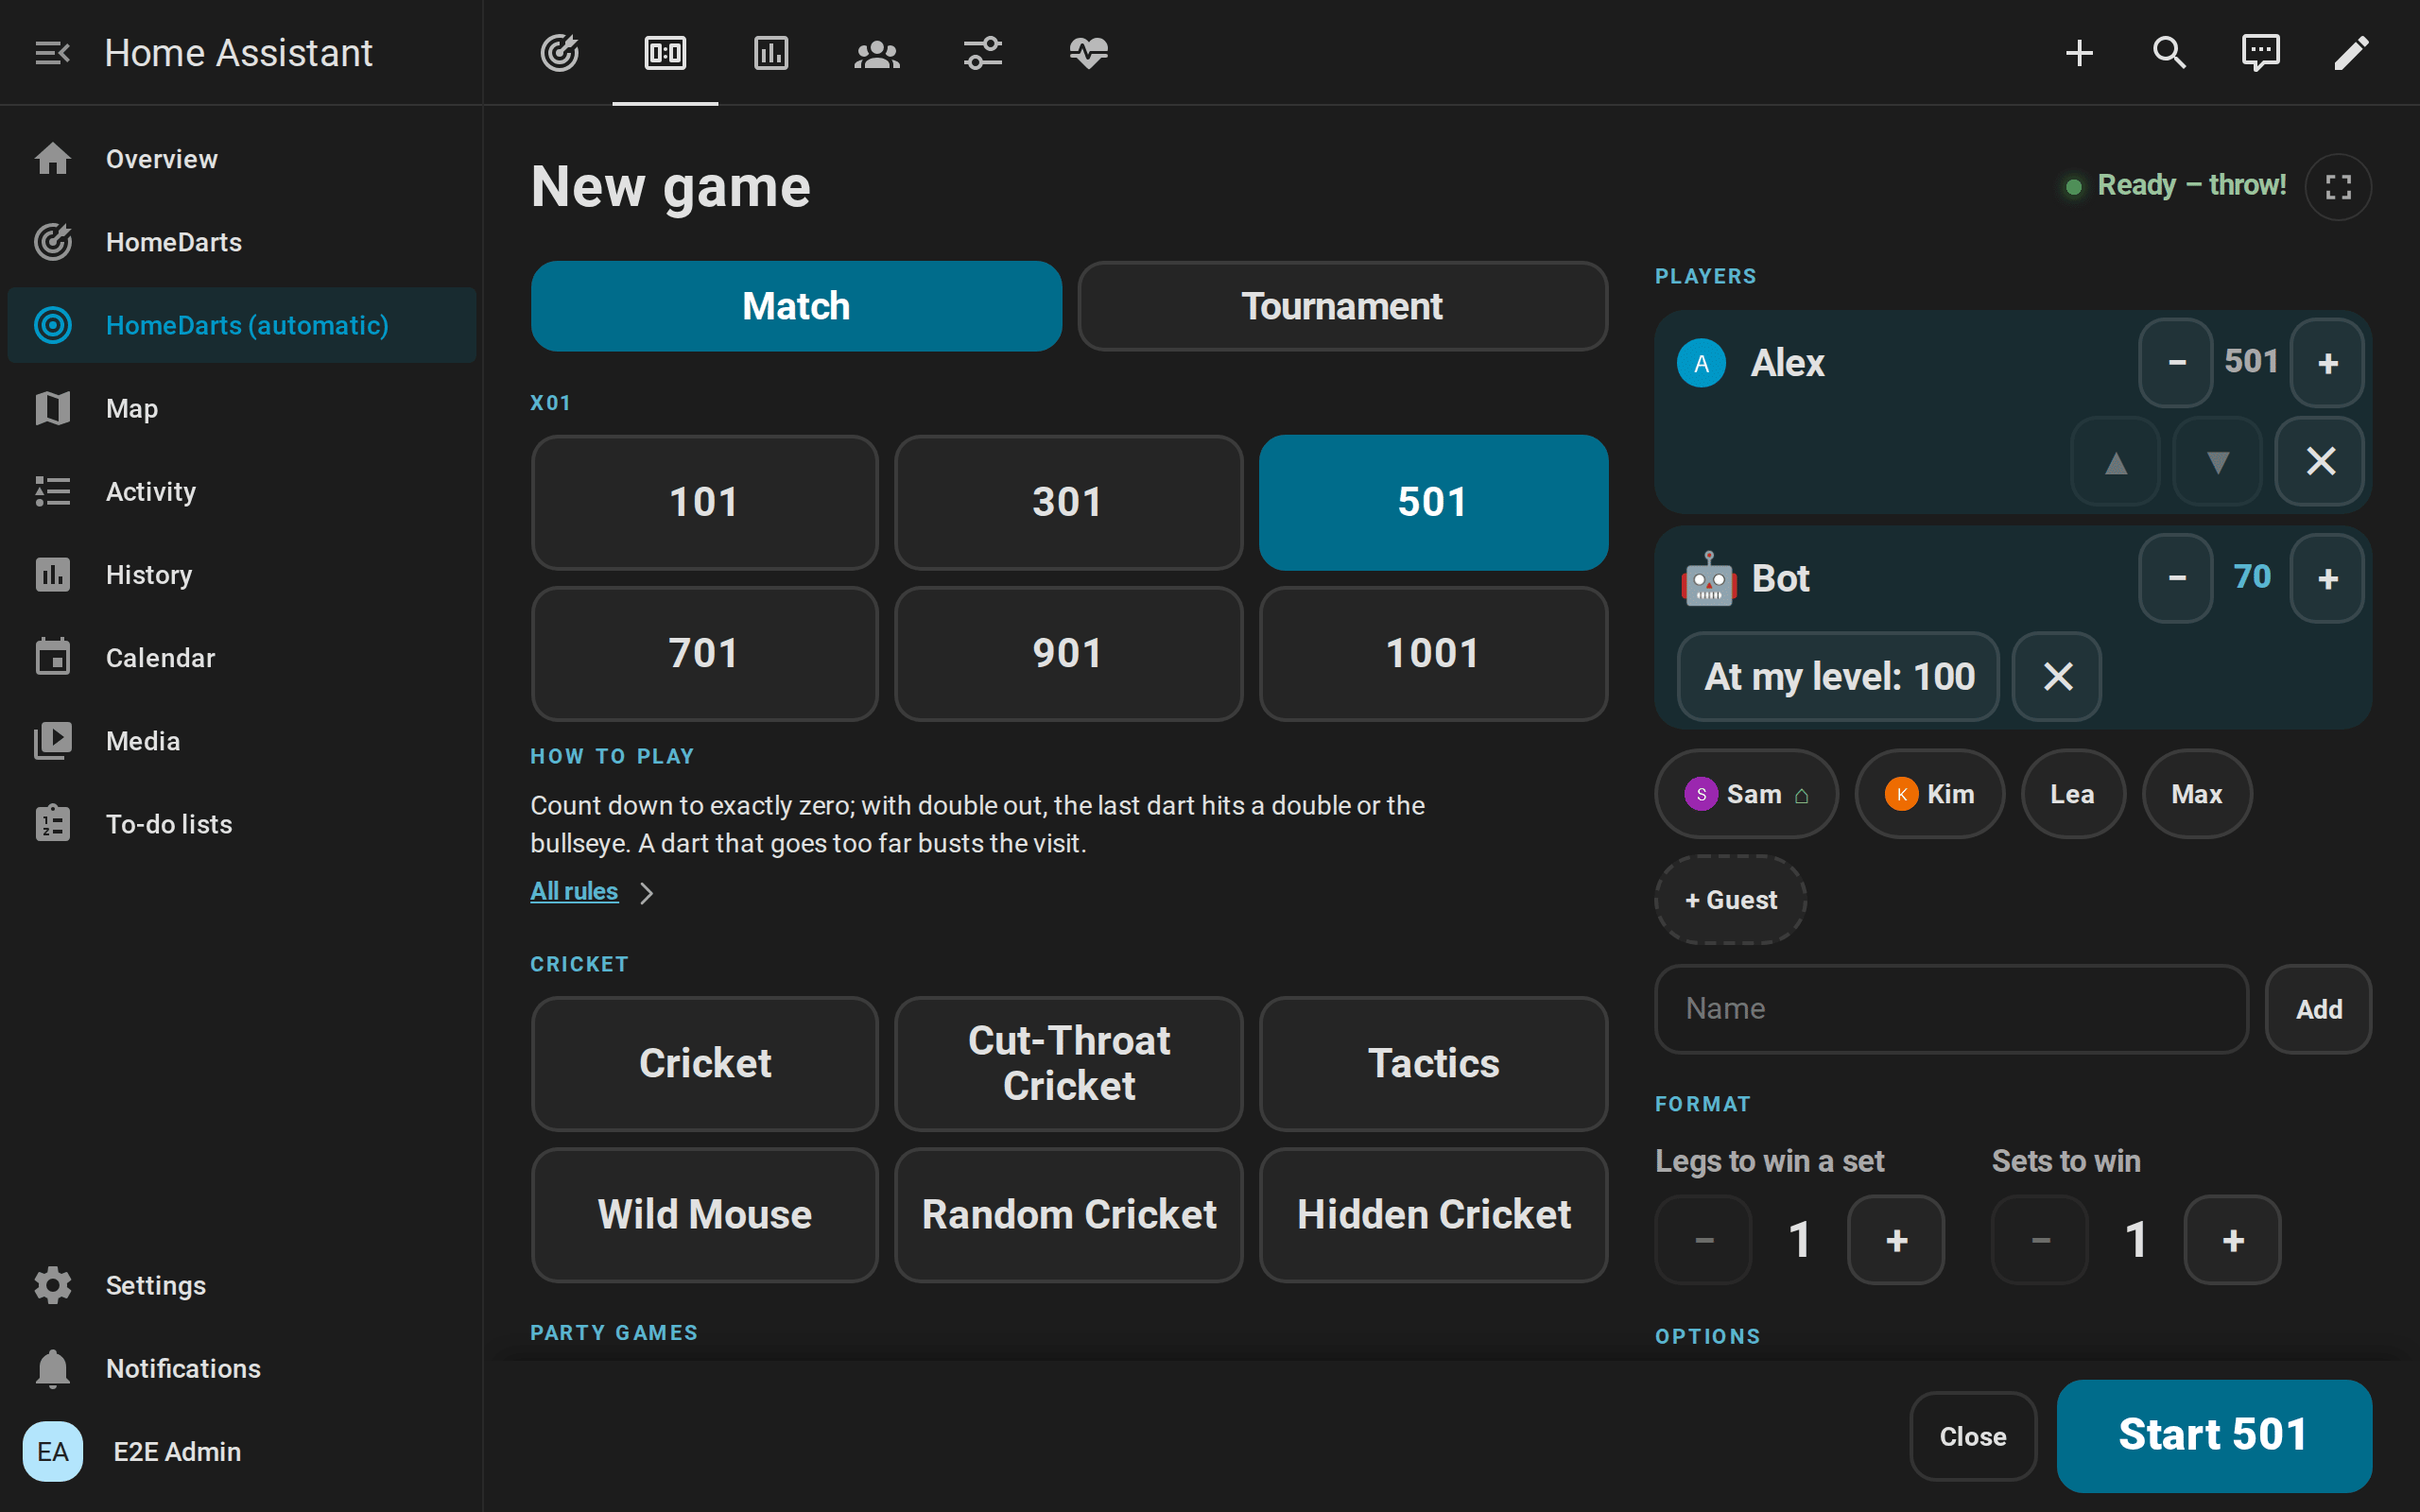 Home Assistant
Overview
HomeDarts
HomeDarts (automatic)
Map
Activity
History
Calendar
Media
To-do lists
Settings
Notifications
EA E2E Admin
New game
Ready – throw!
Match
Tournament
X01
101
301
501
701
901
1001
HOW TO PLAY
Count down to exactly zero; with double out, the last dart hits a double or the
bullseye. A dart that goes too far busts the visit.
All rules
CRICKET
Cricket
Cut-Throat
Cricket
Tactics
Wild Mouse
Random Cricket
Hidden Cricket
PARTY GAMES
PLAYERS
A Alex − 501 +
▲ ▼ ✕
Bot − 70 +
At my level: 100 ✕
S Sam ⌂
K Kim
Lea
Max
+ Guest
Name
Add
FORMAT
Legs to win a set
Sets to win
− 1 +
− 1 +
OPTIONS
Close
Start 501